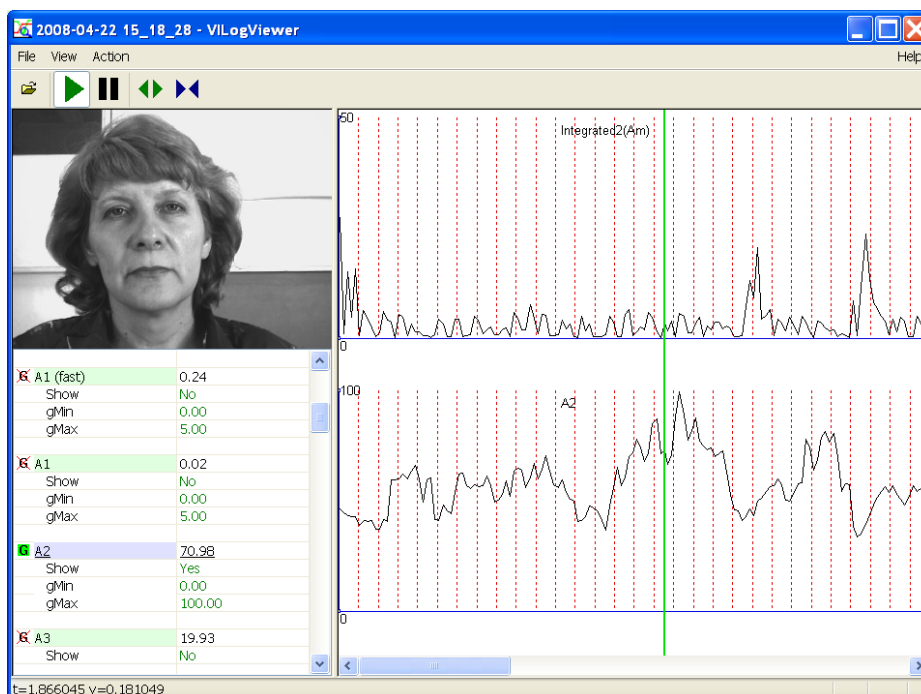 2008-04-22 15_18_28 - VILogViewer
File View Action Help
50
Integrated2(Am)
0
G A1 (fast) 0.24
Show No
gMin 0.00
gMax 5.00
G A1 0.02
Show No
gMin 0.00
gMax 5.00
G A2 70.98
Show Yes
gMin 0.00
gMax 100.00
G A3 19.93
Show No
100
A2
0
t=1.866045 v=0.181049